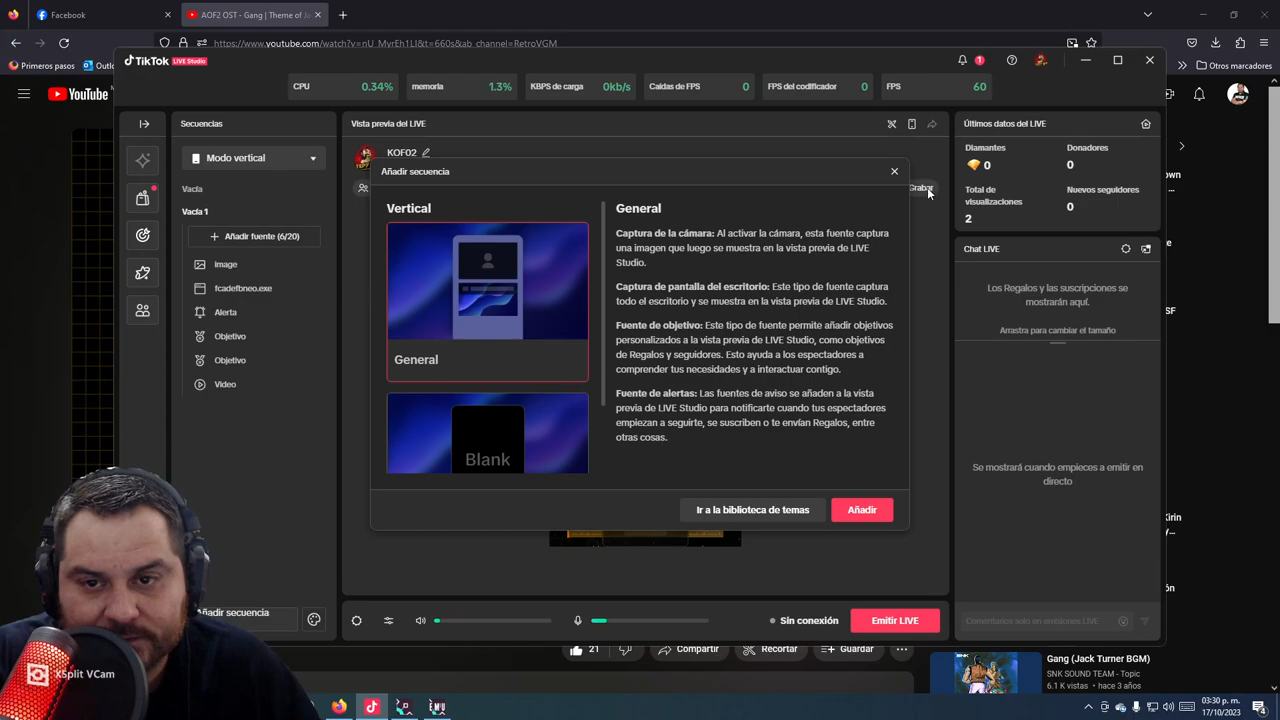 Facebook
AOF2 OST - Gang | Theme of Ja
https://www.youtube.com/watch?v=nU_MyrEh1LI&t=660s&ab_channel=RetroVGM
Primeros pasos
Outlo
Otros marcadores
YouTube
TikTok LIVE Studio
1
CPU 0.34%
memoria 1.3%
KBPS de carga 0kb/s
Caídas de FPS 0
FPS del codificador 0
FPS 60
Secuencias
Modo vertical
Vacía
Vacía 1
Añadir fuente (6/20)
Image
fcadefbneo.exe
Alerta
Objetivo
Objetivo
Video
Añadir secuencia
Vista previa del LIVE
KOF02
Grabar
Añadir secuencia
Vertical
General
Blank
General
Captura de la cámara: Al activar la cámara, esta fuente captura
una imagen que luego se muestra en la vista previa de LIVE
Studio.
Captura de pantalla del escritorio: Este tipo de fuente captura
todo el escritorio y se muestra en la vista previa de LIVE Studio.
Fuente de objetivo: Este tipo de fuente permite añadir objetivos
personalizados a la vista previa de LIVE Studio, como objetivos
de Regalos y seguidores. Esto ayuda a los espectadores a
comprender tus necesidades y a interactuar contigo.
Fuente de alertas: Las fuentes de aviso se añaden a la vista
previa de LIVE Studio para notificarte cuando tus espectadores
empiezan a seguirte, se suscriben o te envían Regalos, entre
otras cosas.
Ir a la biblioteca de temas
Añadir
Sin conexión
Emitir LIVE
Últimos datos del LIVE
Diamantes
0
Donadores
0
Total de
visualizaciones
2
Nuevos seguidores
0
Chat LIVE
Los Regalos y las suscripciones se
mostrarán aquí.
Arrastra para cambiar el tamaño
Se mostrará cuando empieces a emitir en
directo
Comentarios solo en emisiones LIVE
own
SF
Kirin
ón
21
Compartir
Recortar
Guardar
Gang (Jack Turner BGM)
SNK SOUND TEAM - Topic
6.1 K vistas • hace 3 años
XSplit VCam
03:30 p. m.
17/10/2023
4